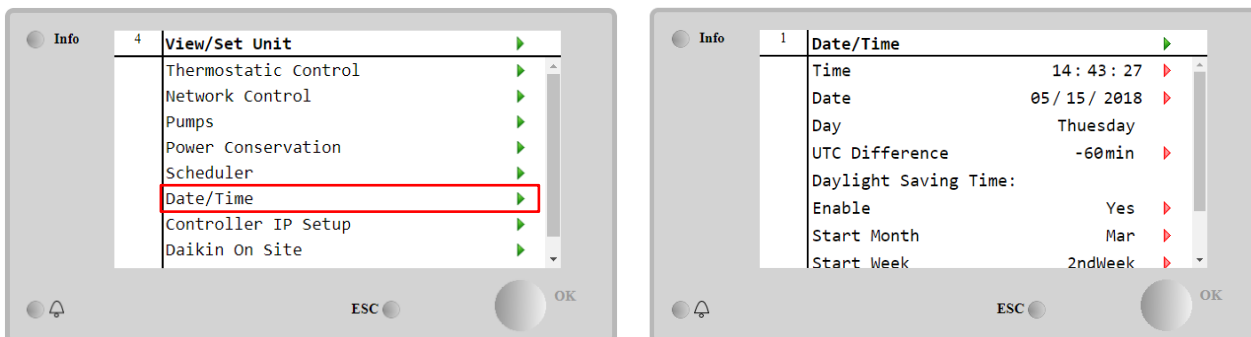 Info
4 View/Set Unit
Thermostatic Control
Network Control
Pumps
Power Conservation
Scheduler
Date/Time
Controller IP Setup
Daikin On Site
ESC
OK
Info
1 Date/Time
Time 14:43:27
Date 05/15/2018
Day Thuesday
UTC Difference -60min
Daylight Saving Time:
Enable Yes
Start Month Mar
Start Week 2ndWeek
ESC
OK